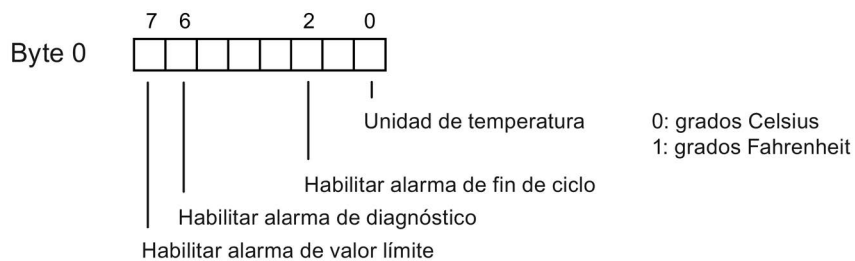 7 6 2 0
Byte 0
Unidad de temperatura 0: grados Celsius
1: grados Fahrenheit
Habilitar alarma de fin de ciclo
Habilitar alarma de diagnóstico
Habilitar alarma de valor límite